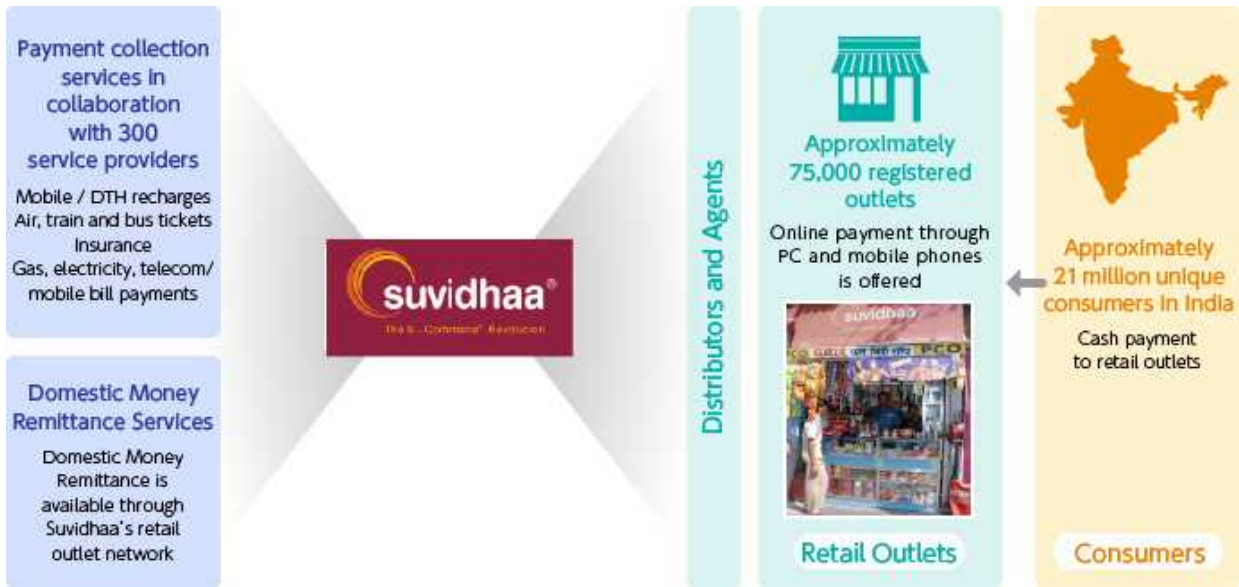 Payment collection
services in
collaboration
with 300
service providers
Mobile / DTH recharges
Air, train and bus tickets
Insurance
Gas, electricity, telecom/
mobile bill payments
Domestic Money
Remittance Services
Domestic Money
Remittance is
available through
Suvidhaa's retail
outlet network
suvidhaa®
Distributors and Agents
Approximately
75,000 registered
outlets
Online payment through
PC and mobile phones
is offered
suvidhaa
PCO
Retail Outlets
Approximately
21 million unique
consumers in India
Cash payment
to retail outlets
Consumers